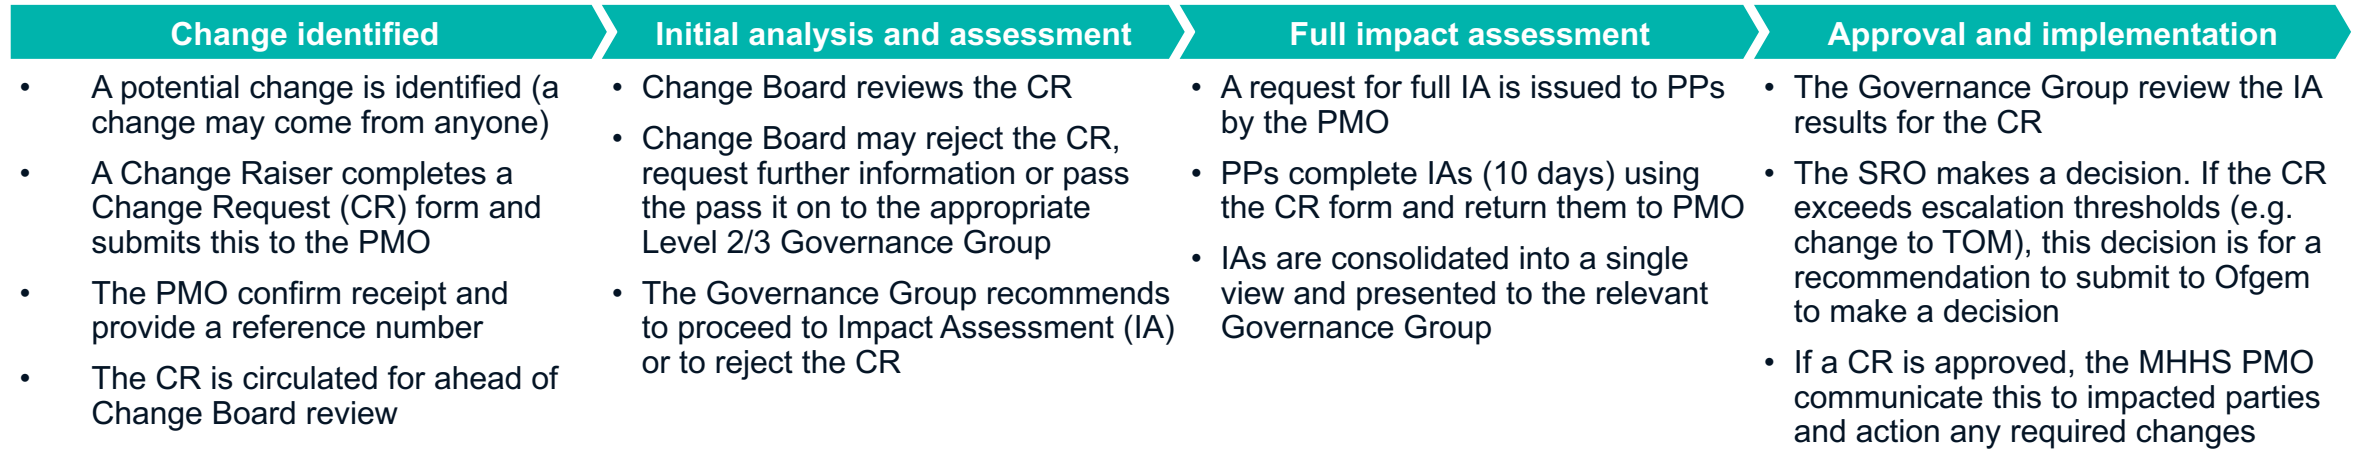 Change identified
• A potential change is identified (a
change may come from anyone)
• A Change Raiser completes a
Change Request (CR) form and
submits this to the PMO
• The PMO confirm receipt and
provide a reference number
• The CR is circulated for ahead of
Change Board review
Initial analysis and assessment
• Change Board reviews the CR
• Change Board may reject the CR,
request further information or pass
the pass it on to the appropriate
Level 2/3 Governance Group
• The Governance Group recommends
to proceed to Impact Assessment (IA)
or to reject the CR
Full impact assessment
• A request for full IA is issued to PPs
by the PMO
• PPs complete IAs (10 days) using
the CR form and return them to PMO
• IAs are consolidated into a single
view and presented to the relevant
Governance Group
Approval and implementation
• The Governance Group review the IA
results for the CR
• The SRO makes a decision. If the CR
exceeds escalation thresholds (e.g.
change to TOM), this decision is for a
recommendation to submit to Ofgem
to make a decision
• If a CR is approved, the MHHS PMO
communicate this to impacted parties
and action any required changes